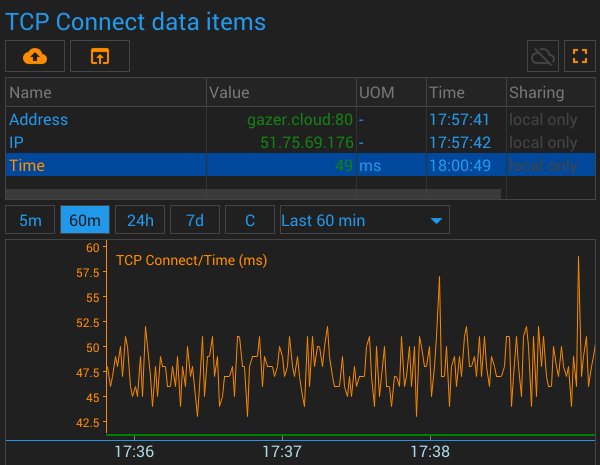 TCP Connect data items
Name Value UOM Time Sharing
Address gazer.cloud:80 - 17:57:41 local only
IP 51.75.69.176 - 17:57:42 local only
Time 49 ms 18:00:49 local only
5m 60m 24h 7d C Last 60 min
TCP Connect/Time (ms)
60
57.5
55
52.5
50
47.5
45
42.5
17:36 17:37 17:38